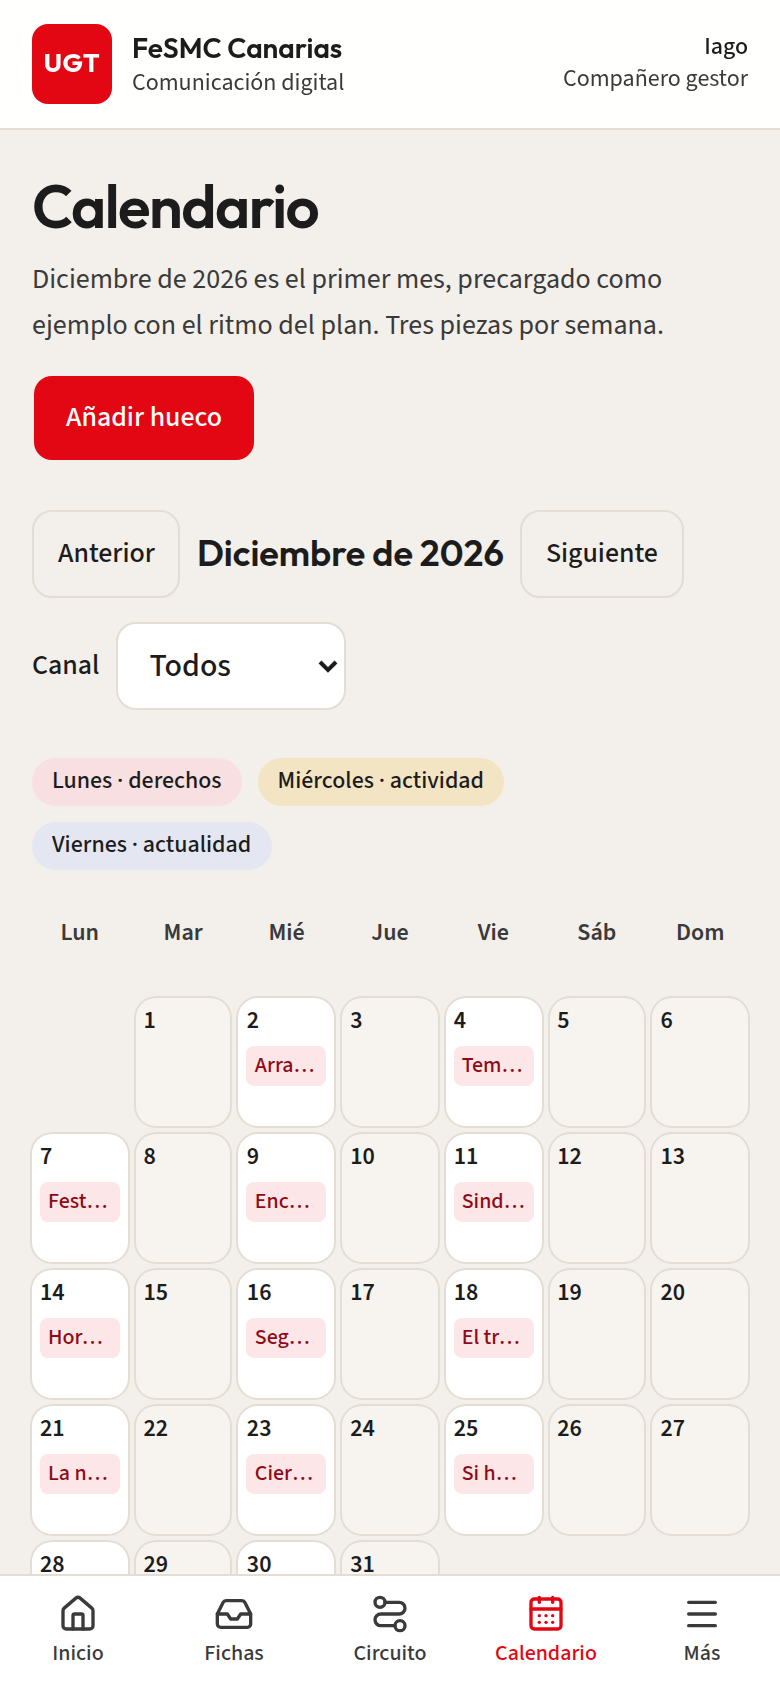 UGT
FeSMC Canarias
Comunicación digital
Iago
Compañero gestor
Calendario
Diciembre de 2026 es el primer mes, precargado como
ejemplo con el ritmo del plan. Tres piezas por semana.
Añadir hueco
Anterior
Diciembre de 2026
Siguiente
Canal
Todos
Lunes · derechos
Miércoles · actividad
Viernes · actualidad
Lun Mar Mié Jue Vie Sáb Dom
1 2 3 4 5 6
Arra… Tem…
7 8 9 10 11 12 13
Fest… Enc… Sind…
14 15 16 17 18 19 20
Hor… Seg… El tr…
21 22 23 24 25 26 27
La n… Cier… Si h…
28 29 30 31
Inicio Fichas Circuito Calendario Más